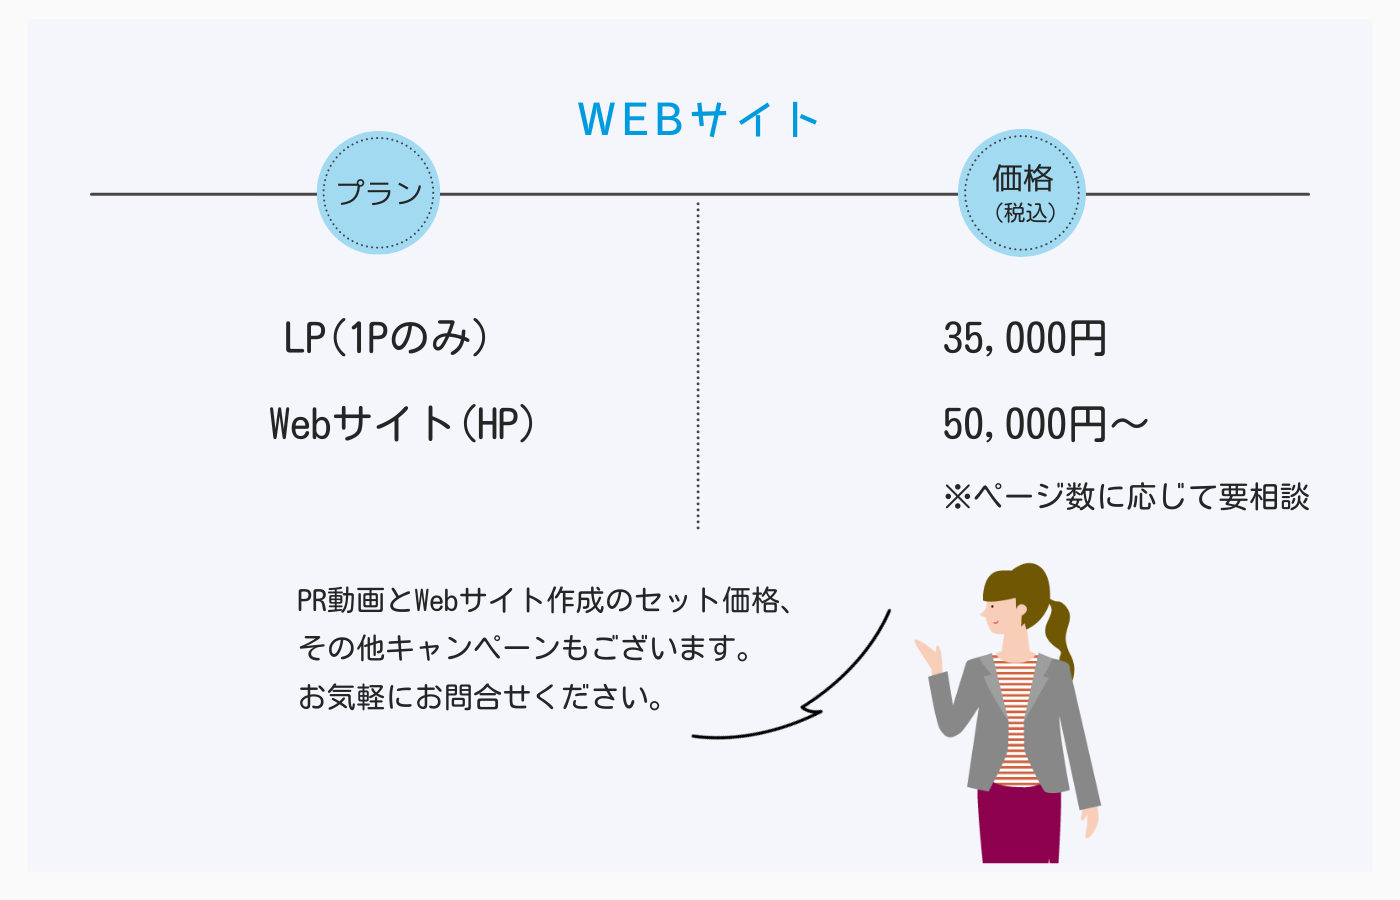 WEBサイト
プラン
価格
（税込）
LP(1Pのみ)
35,000円
Webサイト(HP)
50,000円〜
※ページ数に応じて要相談
PR動画とWebサイト作成のセット価格、
その他キャンペーンもございます。
お気軽にお問合せください。